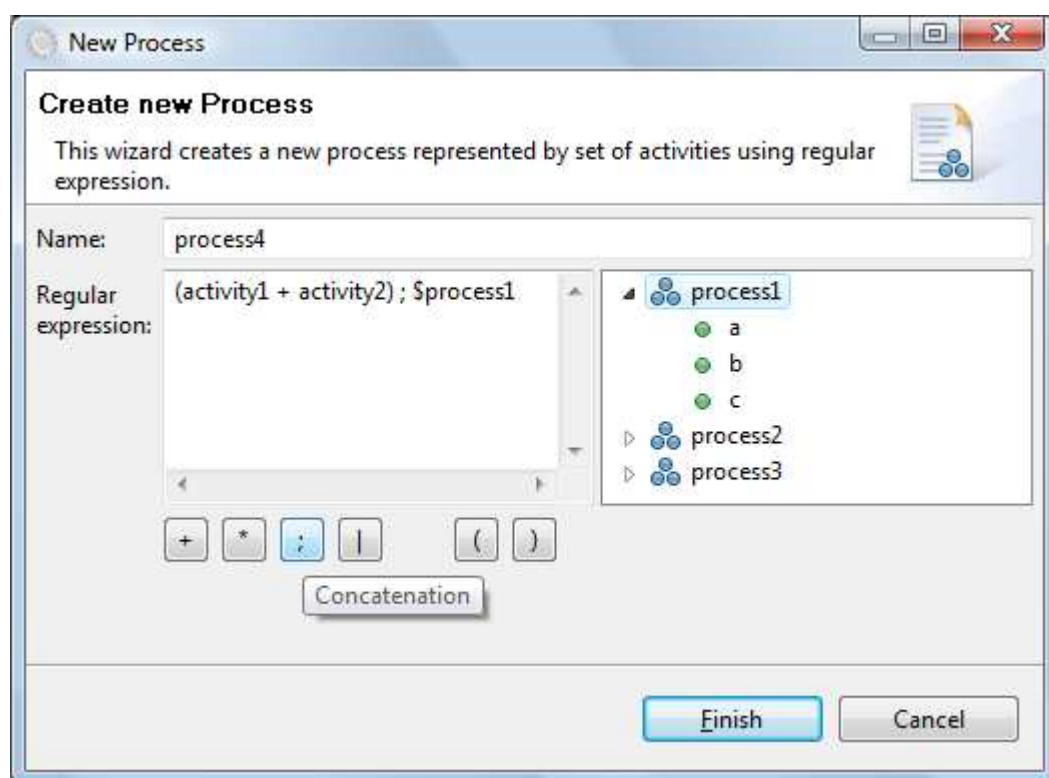 New Process
Create new Process
This wizard creates a new process represented by set of activities using regular
expression.
Name:
process4
Regular
expression:
(activity1 + activity2) ; $process1
process1
a
b
c
process2
process3
+ * ; | ( )
Concatenation
Finish Cancel